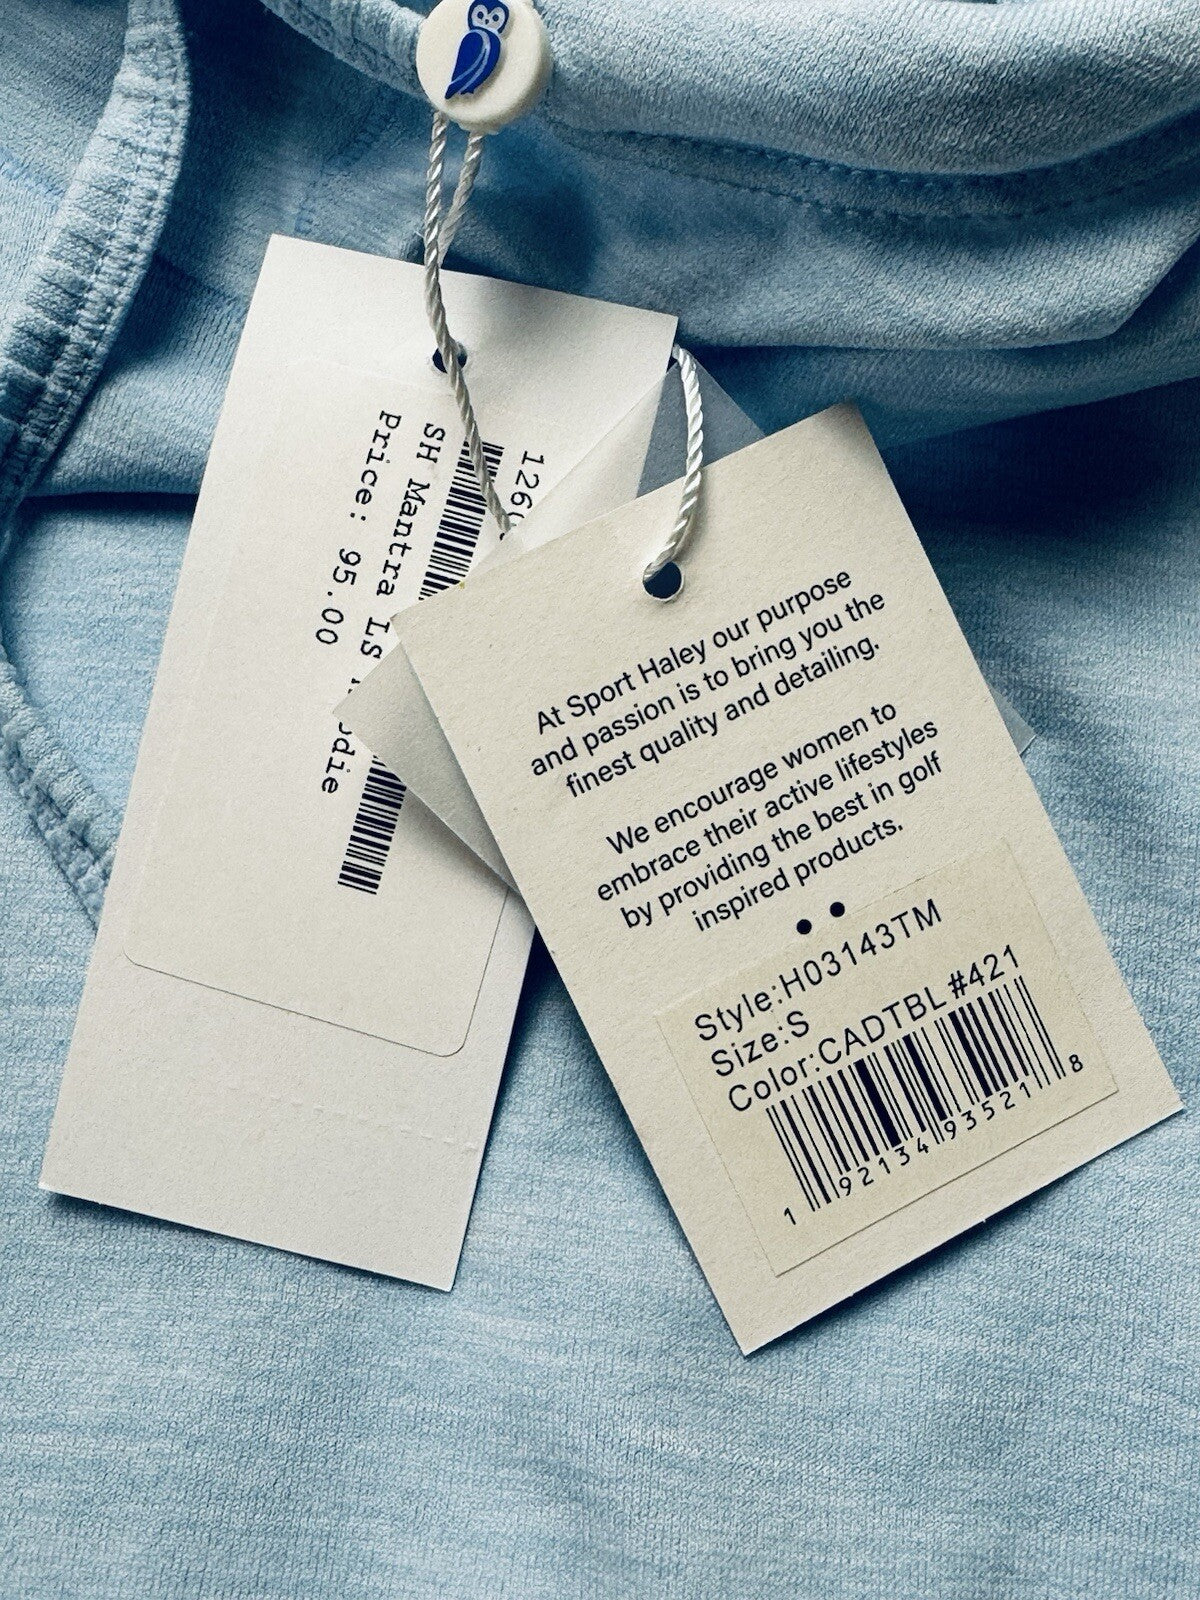 SH Mantra Ls
Price: 95.00
At Sport Haley our purpose
and passion is to bring you the
finest quality and detailing.
We encourage women to
embrace their active lifestyles
by providing the best in golf
inspired products.
Style:H03143TM
Size:S
Color:CADTBL #421
1 92134 93521 8